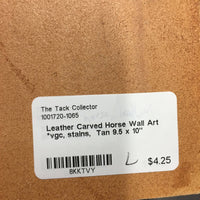 The Tack Collector
1001720-1065
Leather Carved Horse Wall Art
*vgc, stains, Tan 9.5 x 10"
8KKTVY
L $4.25